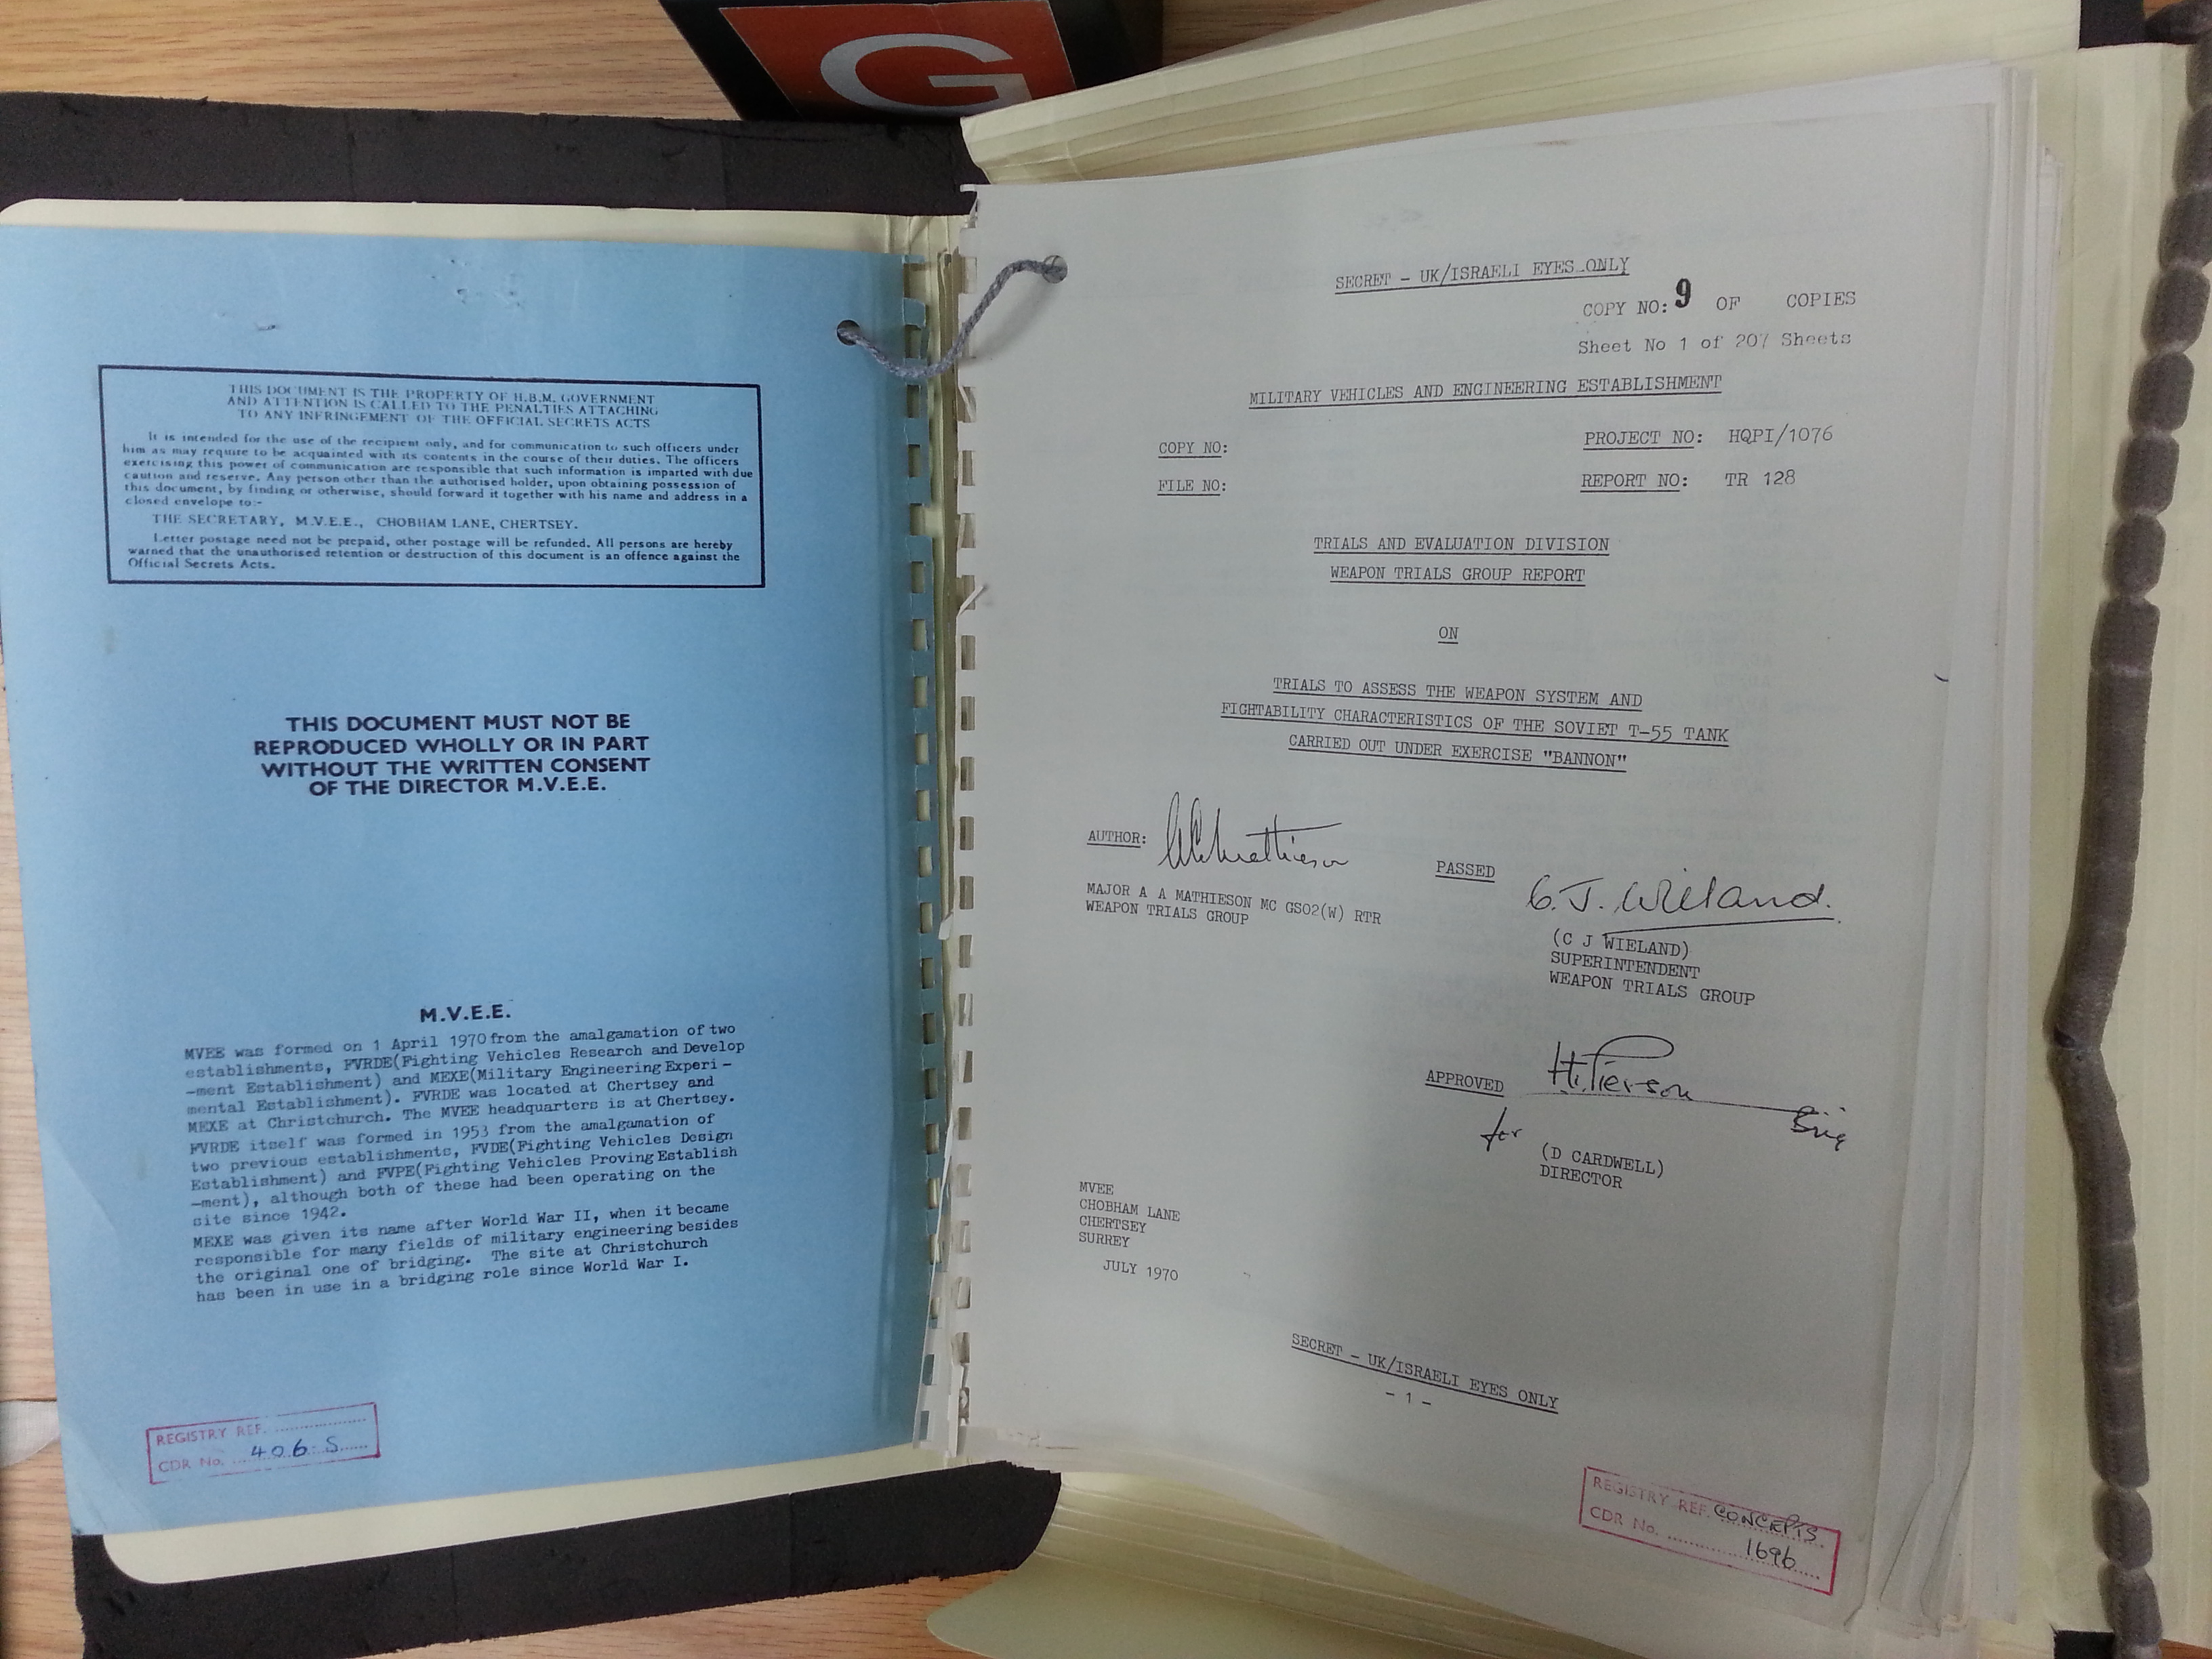 G
THIS DOCUMENT IS THE PROPERTY OF H.B.M. GOVERNMENT
AND ATTENTION IS CALLED TO THE PENALTIES ATTACHING
TO ANY INFRINGEMENT OF THE OFFICIAL SECRETS ACTS
It is intended for the use of the recipient only, and for communication to such officers under
him as may require to be acquainted with its contents in the course of their duties. The officers
exercising this power of communication are responsible that such information is imparted with due
caution and reserve. Any person other than the authorised holder, upon obtaining possession of
this document, by finding or otherwise, should forward it together with his name and address in a
closed envelope to:-
THE SECRETARY, M.V.E.E., CHOBHAM LANE, CHERTSEY.
Letter postage need not be prepaid, other postage will be refunded. All persons are hereby
warned that the unauthorised retention or destruction of this document is an offence against the
Official Secrets Acts.
THIS DOCUMENT MUST NOT BE
REPRODUCED WHOLLY OR IN PART
WITHOUT THE WRITTEN CONSENT
OF THE DIRECTOR M.V.E.E.
M.V.E.E.
MVEE was formed on 1 April 1970 from the amalgamation of two
establishments, FVRDE(Fighting Vehicles Research and Develop
-ment Establishment) and MEXE(Military Engineering Experi-
mental Establishment). FVRDE was located at Chertsey and
MEXE at Christchurch. The MVEE headquarters is at Chertsey.
FVRDE itself was formed in 1953 from the amalgamation of
two previous establishments, FVDE(Fighting Vehicles Design
Establishment) and FVPE(Fighting Vehicles Proving Establish
-ment), although both of these had been operating on the
site since 1942.
MEXE was given its name after World War II, when it became
responsible for many fields of military engineering besides
the original one of bridging. The site at Christchurch
has been in use in a bridging role since World War I.
REGISTRY REF. ....................
CDR No. ....406 S......
SECRET - UK/ISRAELI EYES ONLY
COPY NO: 9 OF COPIES
Sheet No 1 of 207 Sheets
MILITARY VEHICLES AND ENGINEERING ESTABLISHMENT
COPY NO: PROJECT NO: HQPI/1076
FILE NO: REPORT NO: TR 128
TRIALS AND EVALUATION DIVISION
WEAPON TRIALS GROUP REPORT
ON
TRIALS TO ASSESS THE WEAPON SYSTEM AND
FIGHTABILITY CHARACTERISTICS OF THE SOVIET T-55 TANK
CARRIED OUT UNDER EXERCISE "BANNON"
AUTHOR: AAMathieson
MAJOR A A MATHIESON MC GSO2(W) RTR
WEAPON TRIALS GROUP
PASSED C.J. Wieland.
(C J WIELAND)
SUPERINTENDENT
WEAPON TRIALS GROUP
APPROVED H. Pierson
Brig
for
(D CARDWELL)
DIRECTOR
MVEE
CHOBHAM LANE
CHERTSEY
SURREY
JULY 1970
SECRET - UK/ISRAELI EYES ONLY
- 1 -
REGISTRY REF. CONCEPTS
CDR No. ............1696......